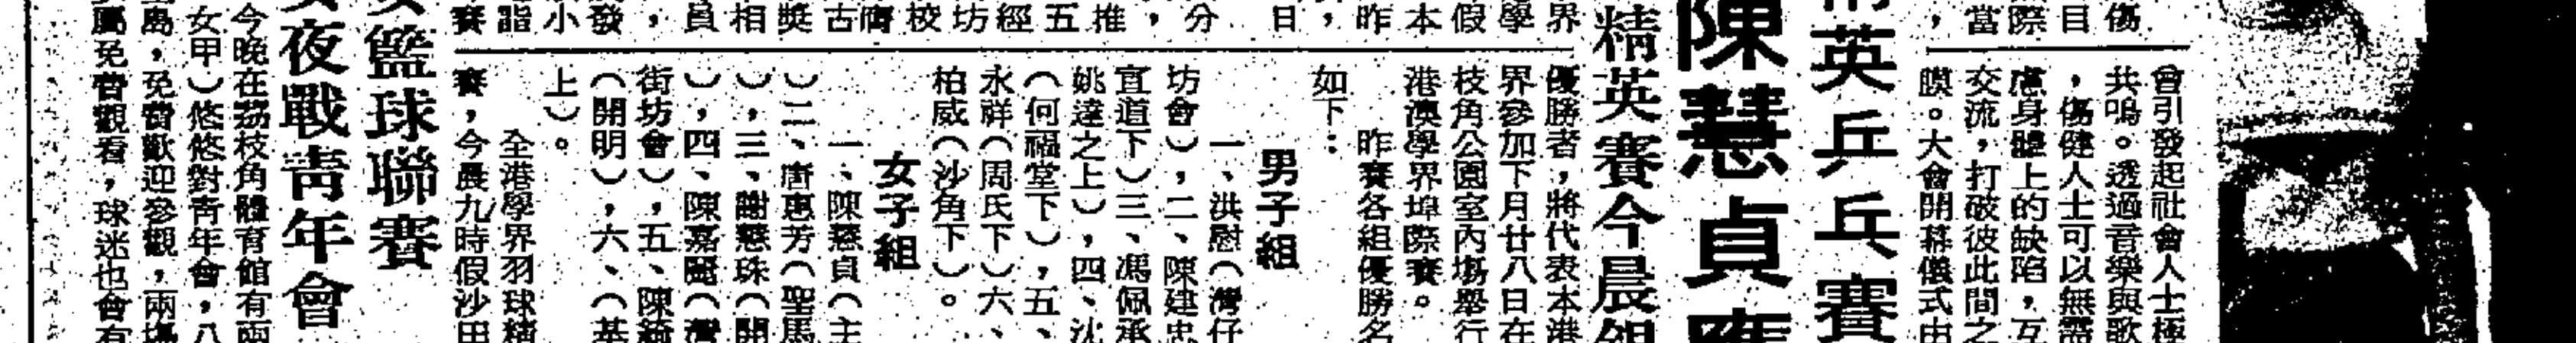 傷
目
際
當，
會引發起社會人士極
共鳴。透過音樂與歌
，傷健人士可以無需
慮身體上的缺陷，互
交流，打破彼此間之
膜。大會開幕儀式由
英乒乓賽
陳慧貞
精英賽今晨
界
學
假
本
昨
，
日
分
，
推
五
經
坊
校
古
獎
相
員
，
發
小
賽
優勝者，將代表本港
界參加下月廿八日在
枝角公園室內場舉行
港澳學界埠際賽。
昨賽各組優勝名
如下：
男子組
一、洪慰（灣仔
坊會），二、陳建忠
宣道下）三、馮佩承
姚達之上），四、沈
（何福堂下），五、
永祥（周氏下）六、
柏威（沙角下）。
女子組
一、陳慧貞（主
）二、唐惠芳（聖馬
），三、謝慧珠（開
），四、陳嘉麗（灣
街坊會），五、陳
（開明），六、（基
上）。
全港學界羽球精
賽，今晨九時假沙田
籃球聯賽
夜戰青年會
今晚在荔枝角體育館有兩
女甲）悠悠對青年會，八
島，免費歡迎參觀，兩場
屬免費觀看，球迷也會有